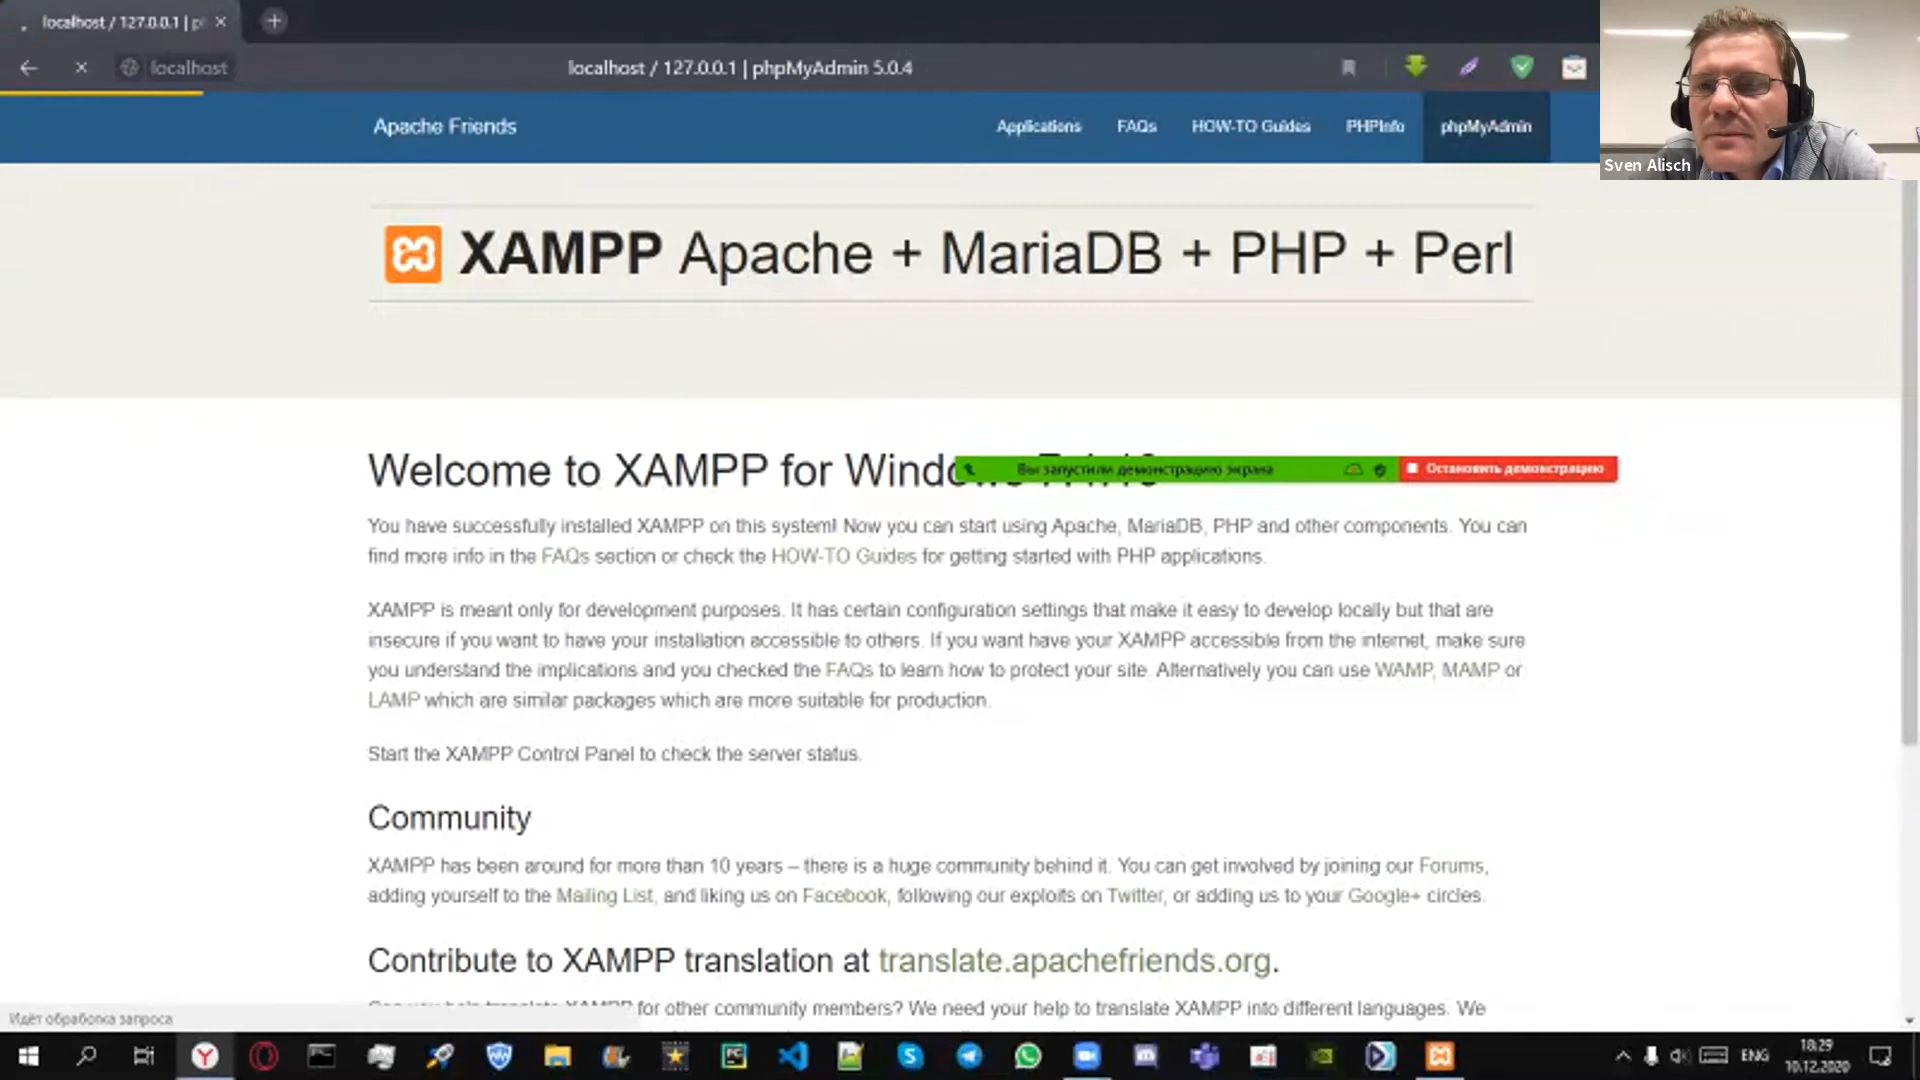 localhost / 127.0.0.1 | p
localhost
localhost / 127.0.0.1 | phpMyAdmin 5.0.4
Apache Friends
Applications
FAQs
HOW-TO Guides
PHPInfo
phpMyAdmin
Sven Alisch
XAMPP Apache + MariaDB + PHP + Perl
Welcome to XAMPP for Windows
Вы запустили демонстрацию экрана
Остановить демонстрацию
You have successfully installed XAMPP on this system! Now you can start using Apache, MariaDB, PHP and other components. You can
find more info in the FAQs section or check the HOW-TO Guides for getting started with PHP applications.
XAMPP is meant only for development purposes. It has certain configuration settings that make it easy to develop locally but that are
insecure if you want to have your installation accessible to others. If you want have your XAMPP accessible from the internet, make sure
you understand the implications and you checked the FAQs to learn how to protect your site. Alternatively you can use WAMP, MAMP or
LAMP which are similar packages which are more suitable for production.
Start the XAMPP Control Panel to check the server status.
Community
XAMPP has been around for more than 10 years – there is a huge community behind it. You can get involved by joining our Forums,
adding yourself to the Mailing List, and liking us on Facebook, following our exploits on Twitter, or adding us to your Google+ circles.
Contribute to XAMPP translation at translate.apachefriends.org.
Can you help translate XAMPP for other community members? We need your help to translate XAMPP into different languages. We
Идёт обработка запроса
ENG
18:29
10.12.2020